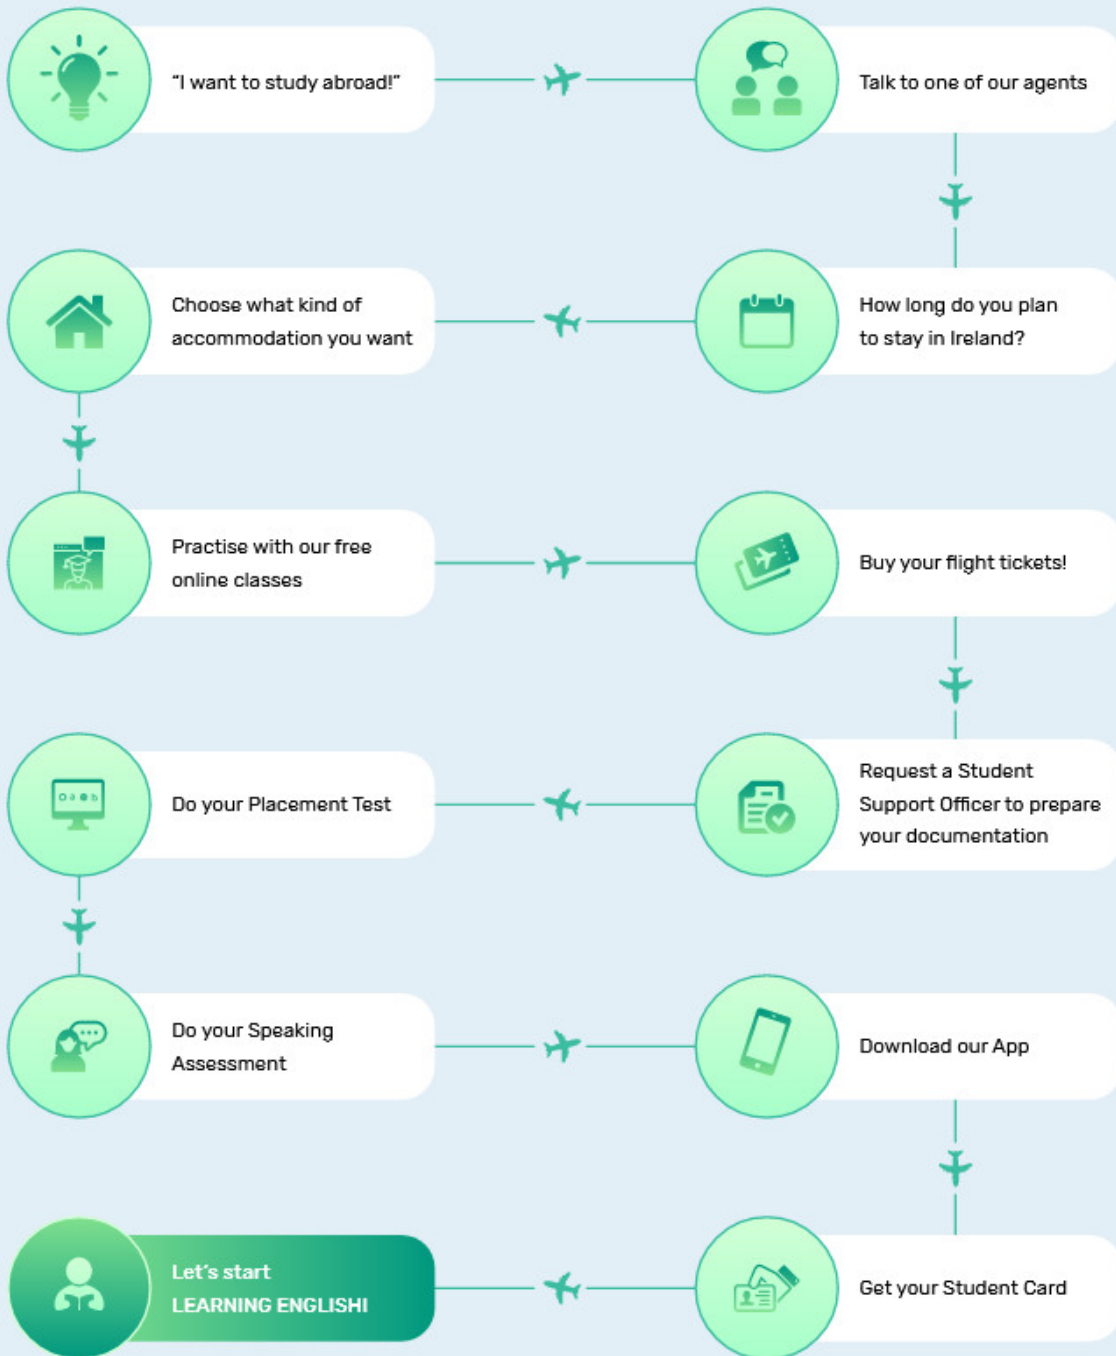 “I want to study abroad!”
Talk to one of our agents
How long do you plan
to stay in Ireland?
Choose what kind of
accommodation you want
Practise with our free
online classes
Buy your flight tickets!
Request a Student
Support Officer to prepare
your documentation
Do your Placement Test
Do your Speaking
Assessment
Download our App
Get your Student Card
Let’s start
LEARNING ENGLISH!